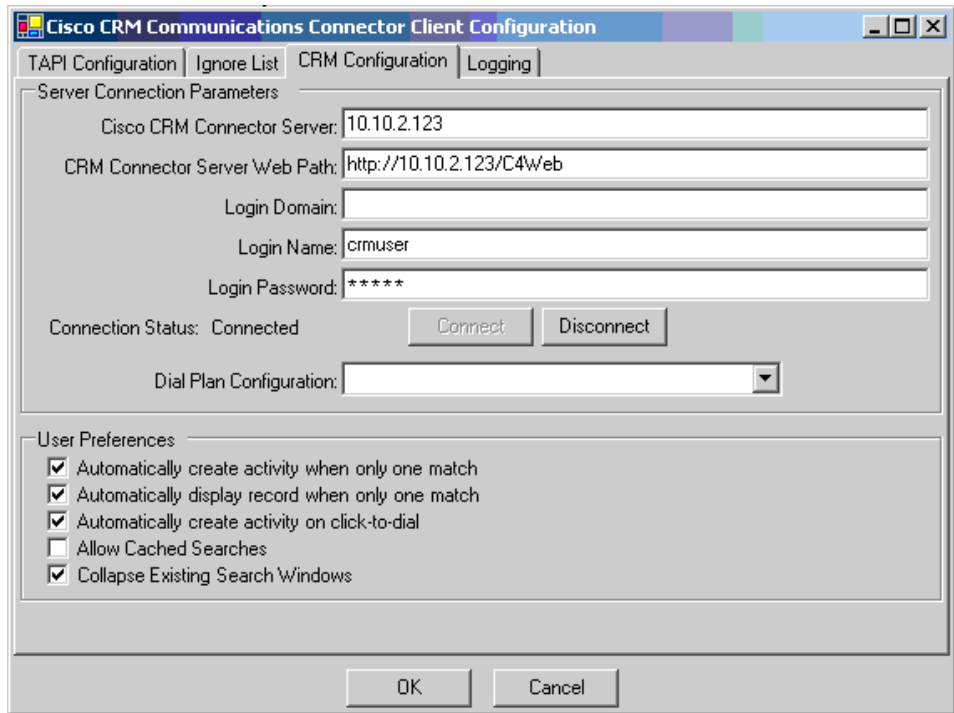 Cisco CRM Communications Connector Client Configuration
TAPI Configuration Ignore List CRM Configuration Logging
Server Connection Parameters
Cisco CRM Connector Server: 10.10.2.123
CRM Connector Server Web Path: http://10.10.2.123/C4Web
Login Domain:
Login Name: crmuser
Login Password: *****
Connection Status: Connected Connect Disconnect
Dial Plan Configuration:
User Preferences
Automatically create activity when only one match
Automatically display record when only one match
Automatically create activity on click-to-dial
Allow Cached Searches
Collapse Existing Search Windows
OK Cancel